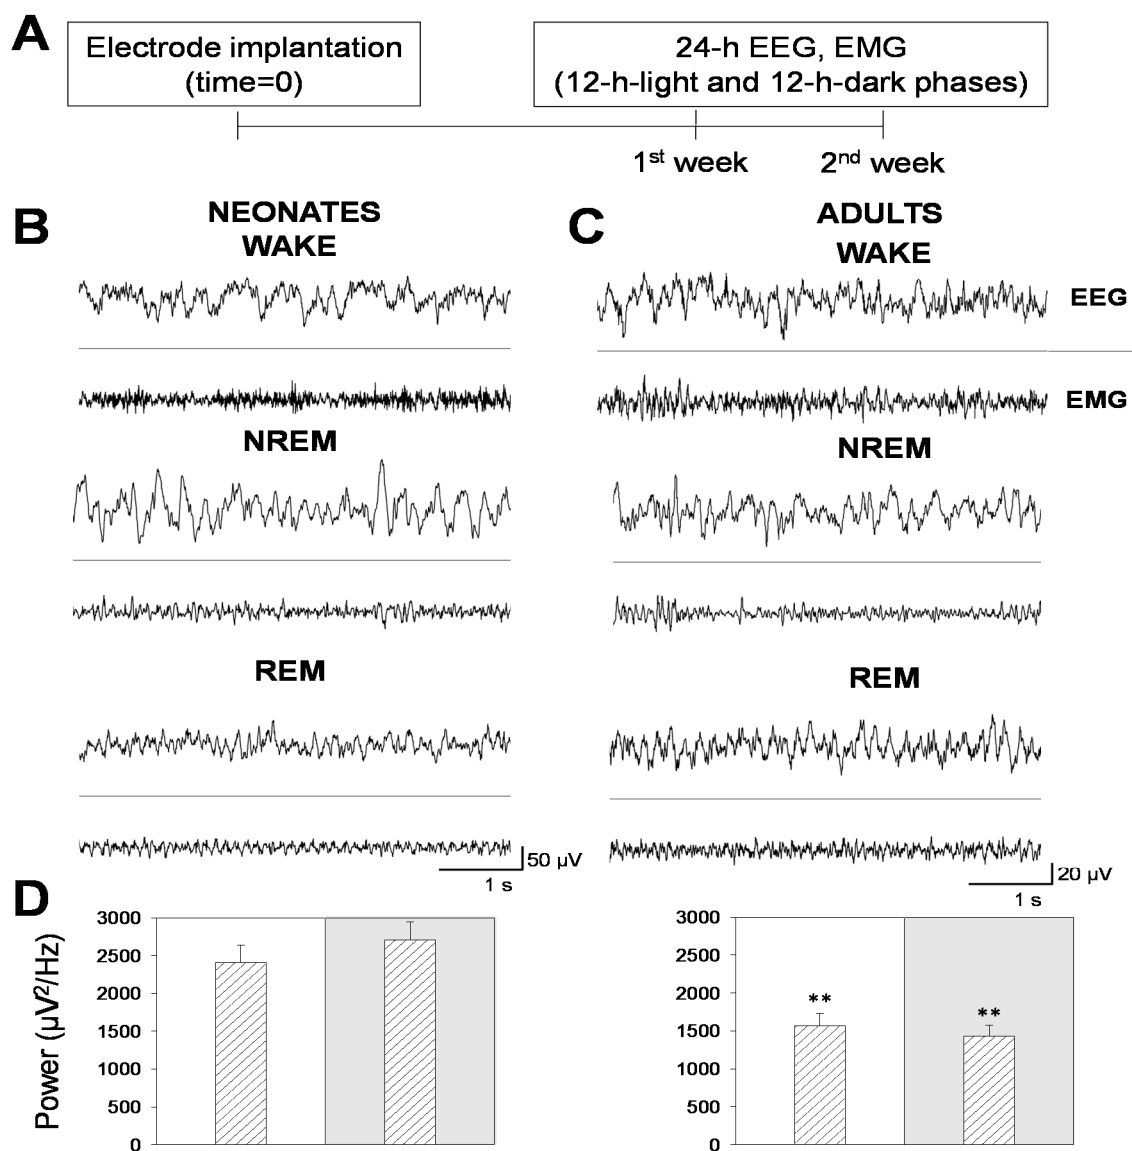 A
Electrode implantation
(time=0)
24-h EEG, EMG
(12-h-light and 12-h-dark phases)
1st week
2nd week
B
NEONATES
WAKE
NREM
REM
50 µV
1 s
C
ADULTS
WAKE
EEG
EMG
NREM
REM
20 µV
1 s
D
Power (µV²/Hz)
3000
2500
2000
1500
1000
500
0
3000
2500
2000
1500
1000
500
0
**
**